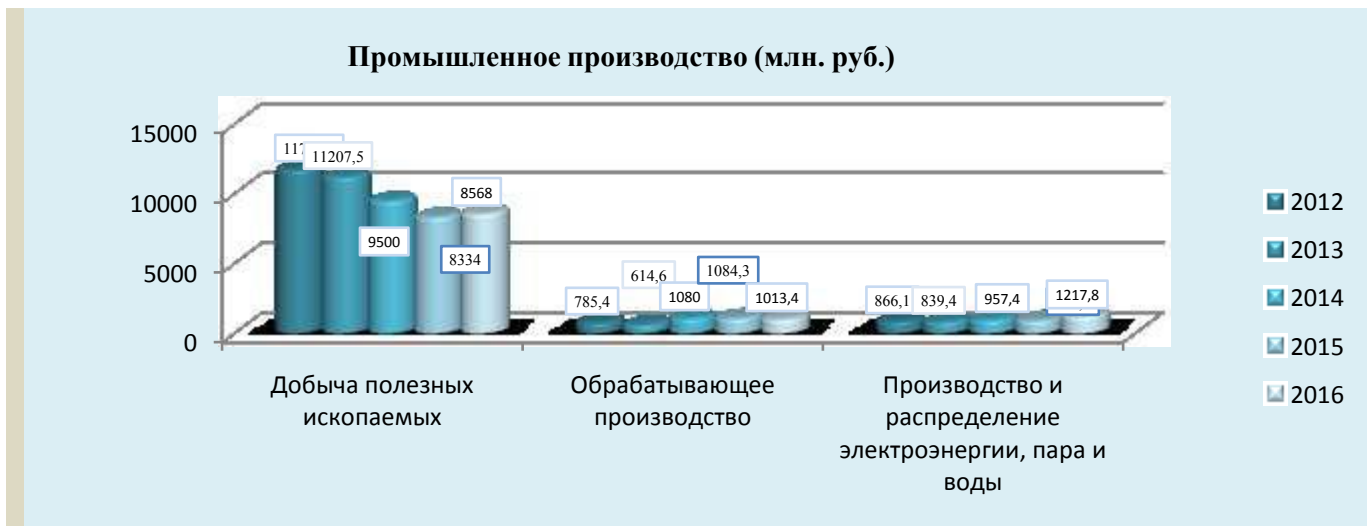 Промышленное производство (млн. руб.)
15000
10000
5000
0
11207,5
9500
8334
8568
785,4
614,6
1080
1084,3
1013,4
866,1
839,4
957,4
1217,8
Добыча полезных
ископаемых
Обрабатывающее
производство
Производство и
распределение
электроэнергии, пара и
воды
2012
2013
2014
2015
2016